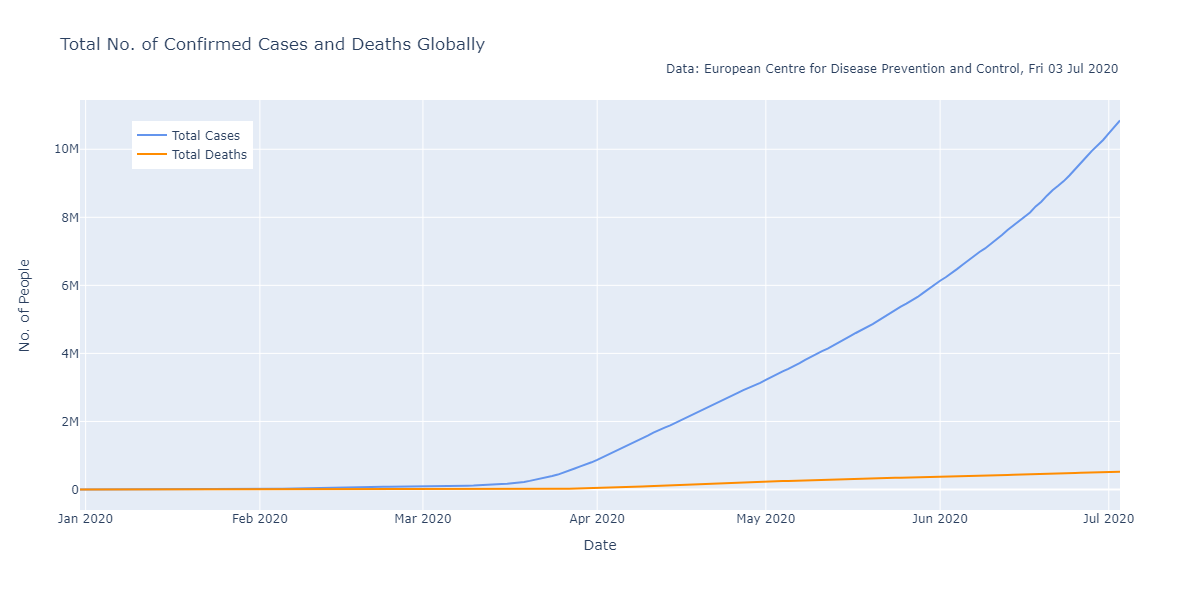 Total No. of Confirmed Cases and Deaths Globally
Data: European Centre for Disease Prevention and Control, Fri 03 Jul 2020
Total Cases
Total Deaths
10M
8M
6M
4M
2M
0
No. of People
Jan 2020 Feb 2020 Mar 2020 Apr 2020 May 2020 Jun 2020 Jul 2020
Date